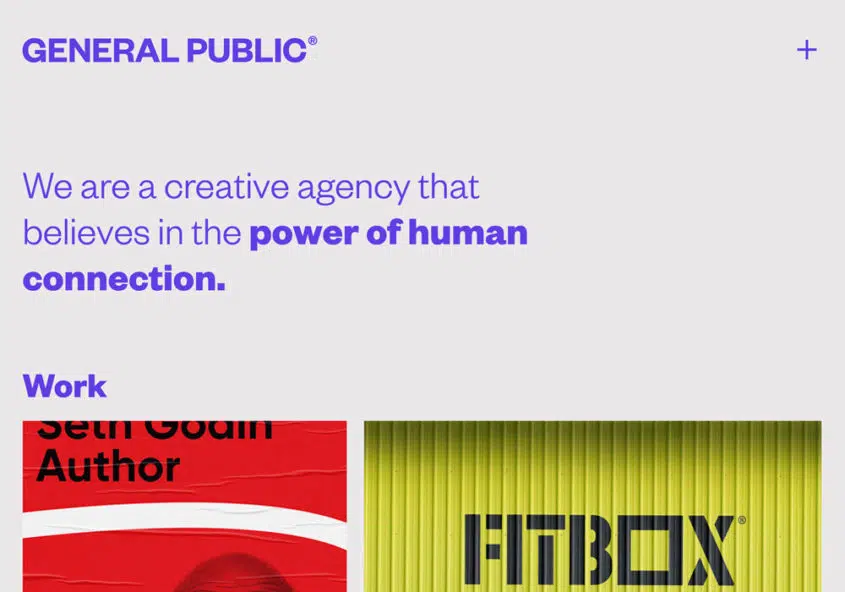 GENERAL PUBLIC®
+
We are a creative agency that
believes in the power of human
connection.
Work
Seth Godin
Author
FITBOX®